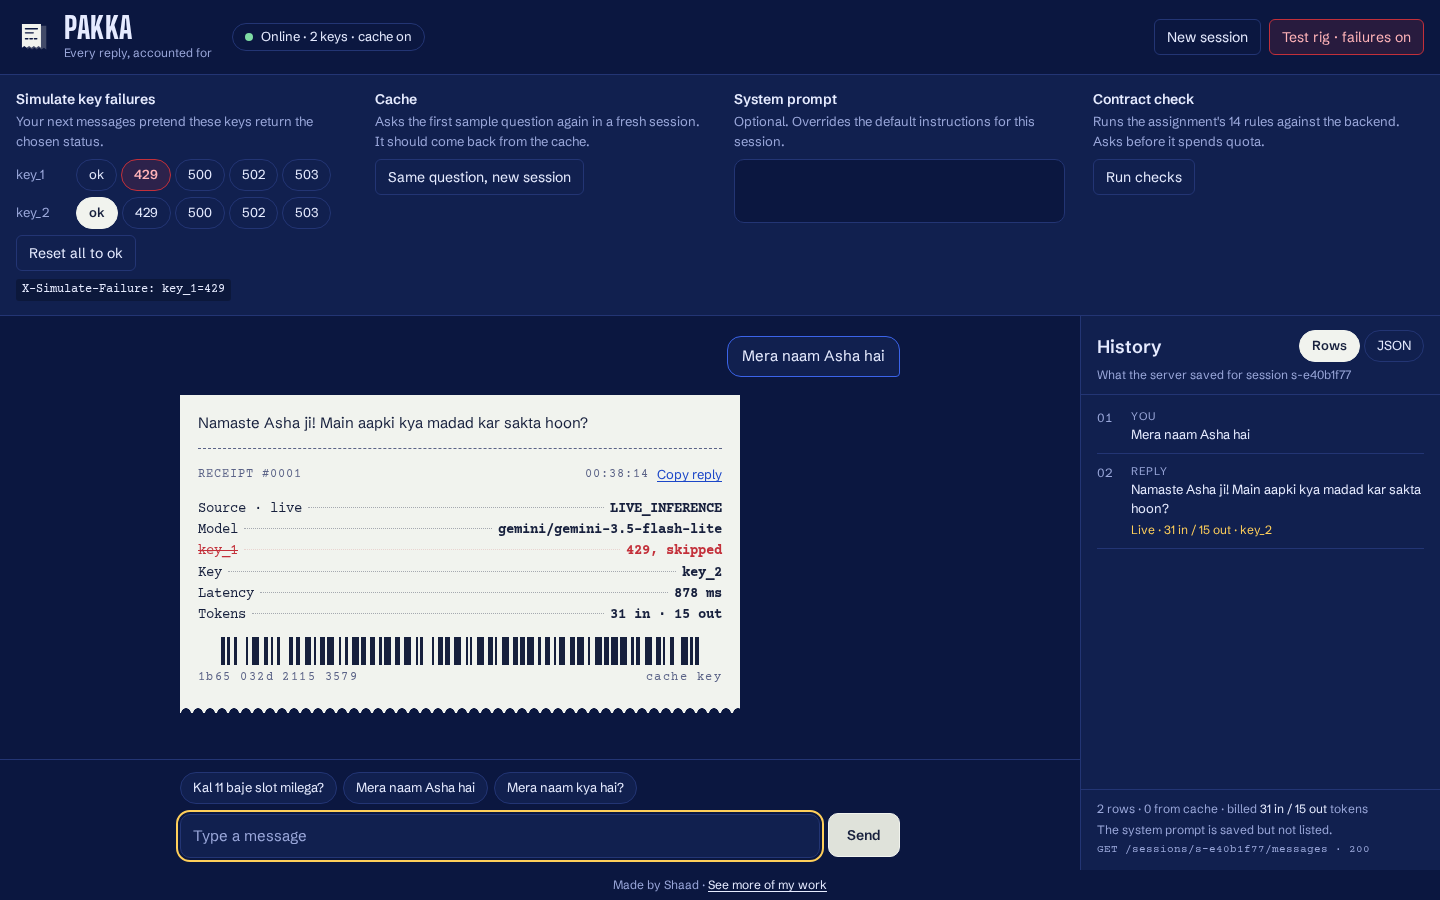 PAKKA
Every reply, accounted for
Online · 2 keys · cache on
New session
Test rig · failures on
Simulate key failures
Your next messages pretend these keys return the
chosen status.
key_1 ok 429 500 502 503
key_2 ok 429 500 502 503
Reset all to ok
X-Simulate-Failure: key_1=429
Cache
Asks the first sample question again in a fresh session.
It should come back from the cache.
Same question, new session
System prompt
Optional. Overrides the default instructions for this
session.
Contract check
Runs the assignment's 14 rules against the backend.
Asks before it spends quota.
Run checks
Mera naam Asha hai
Namaste Asha ji! Main aapki kya madad kar sakta hoon?
RECEIPT #0001 00:38:14 Copy reply
Source · live LIVE_INFERENCE
Model gemini/gemini-3.5-flash-lite
key_1 429, skipped
Key key_2
Latency 878 ms
Tokens 31 in · 15 out
1b65 032d 2115 3579 cache key
Kal 11 baje slot milega?
Mera naam Asha hai
Mera naam kya hai?
Type a message
Send
History
Rows
JSON
What the server saved for session s-e40b1f77
01 YOU
Mera naam Asha hai
02 REPLY
Namaste Asha ji! Main aapki kya madad kar sakta
hoon?
Live · 31 in / 15 out · key_2
2 rows · 0 from cache · billed 31 in / 15 out tokens
The system prompt is saved but not listed.
GET /sessions/s-e40b1f77/messages · 200
Made by Shaad · See more of my work